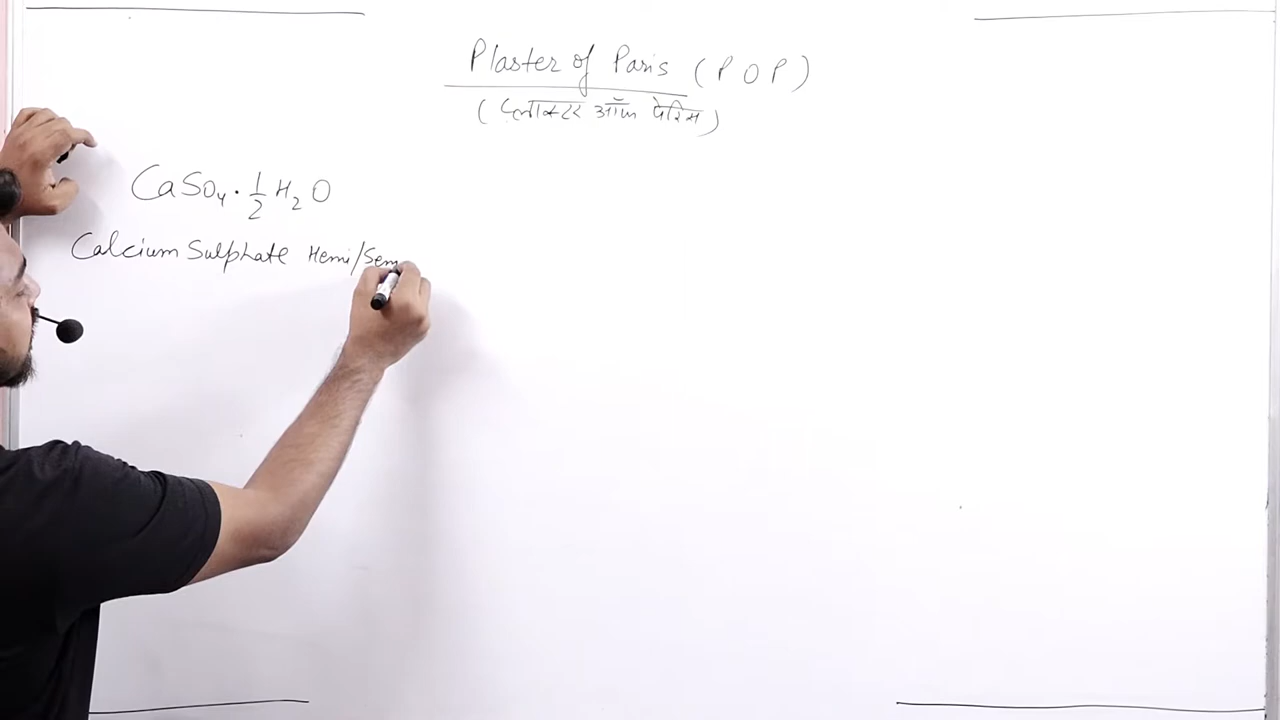 Plaster of Paris (POP)
(प्लास्टर ऑफ पेरिस)
CaSO₄·½H₂O
Calcium Sulphate Hemi/Sem